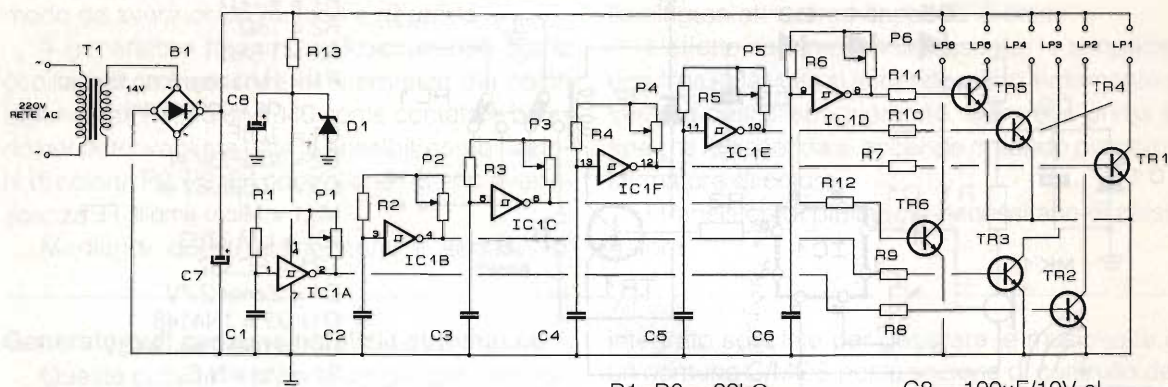 T1
B1
220V
RETE AC
14V
C8
R13
D1
C7
R1
P1
C1
1
2
4
7
IC1A
R2
P2
C2
3
4
IC1B
R3
P3
C3
IC1C
R4
P4
C4
13
12
IC1F
R5
P5
C5
11
10
IC1E
R6
P6
C6
9
8
IC1D
R11
R10
R7
R12
R9
R8
LP6
LP5
LP4
LP3
LP2
LP1
TR5
TR4
TR1
TR6
TR3
TR2